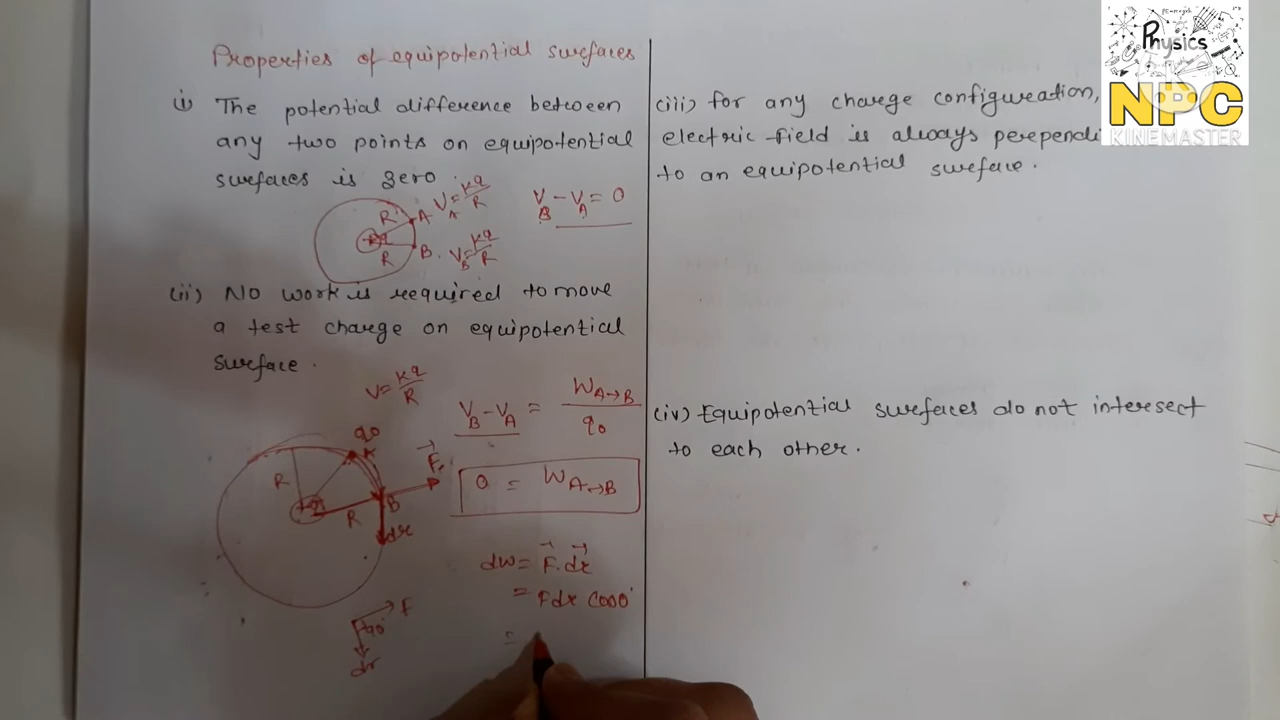 Properties of equipotential surfaces
(i) The potential difference between
any two points on equipotential
surfaces is zero.
R A V_A = kq/R
V_B - V_A = 0
R B. V_B = kq/R
(ii) No work is required to move
a test charge on equipotential
surface.
V = kq/R
V_B - V_A = W_A→B / q0
q0
R
R B
F
dr
0 = W_A→B
dw = F. dr
= F dr Cos0°
=
F
90°
dr
(iii) for any charge configuration,
electric field is always perpendi
to an equipotential surface.
(iv) Equipotential surfaces do not intersect
to each other.
Physics
NPC
KINEMASTER